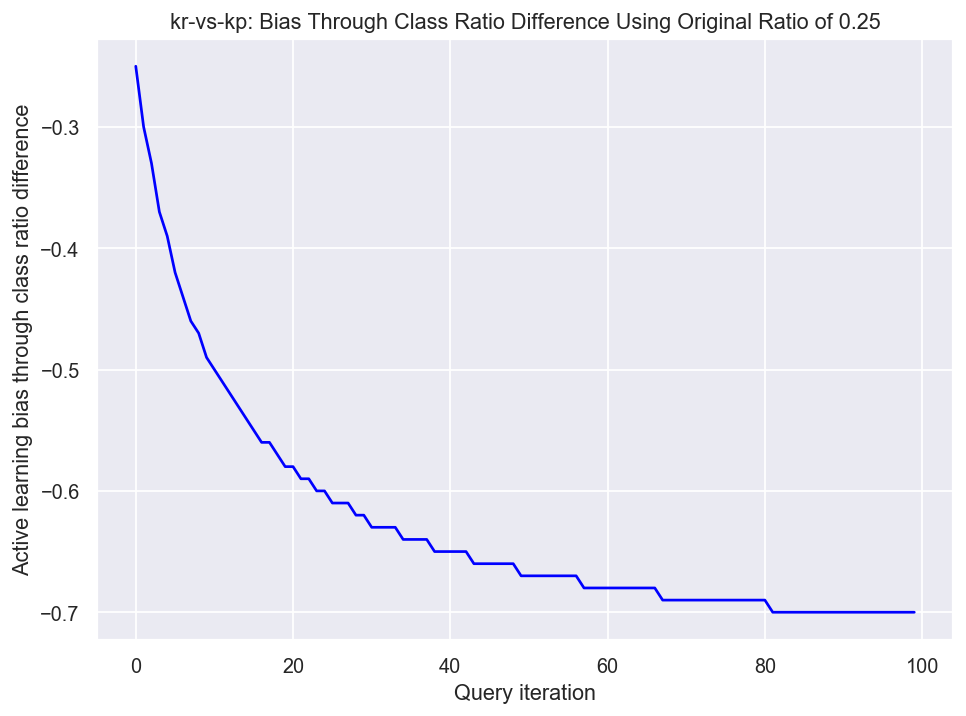 kr-vs-kp: Bias Through Class Ratio Difference Using Original Ratio of 0.25
Active learning bias through class ratio difference
−0.3
−0.4
−0.5
−0.6
−0.7
0 20 40 60 80 100
Query iteration